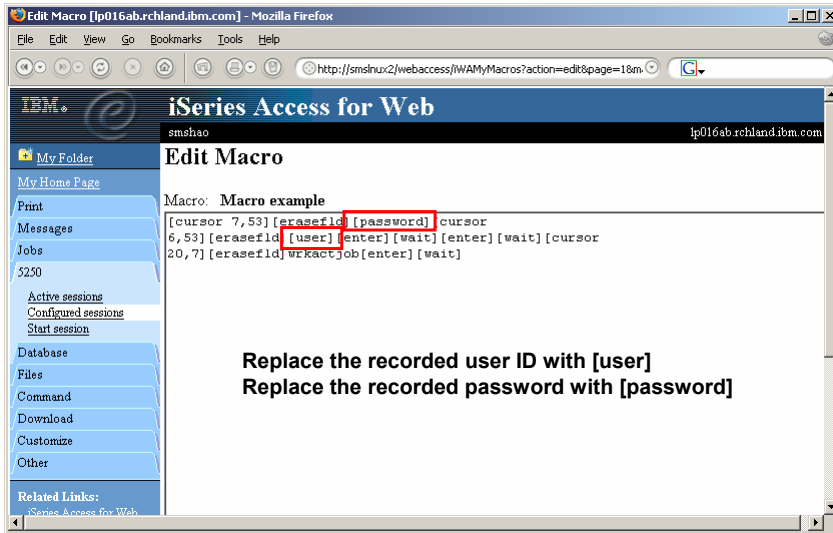 Edit Macro [lp016ab.rchland.ibm.com] - Mozilla Firefox
File Edit View Go Bookmarks Tools Help
http://smslnux2/webaccess/iWAMyMacros?action=edit&page=1&m
G
IBM
iSeries Access for Web
smshao
lp016ab.rchland.ibm.com
My Folder
My Home Page
Print
Messages
Jobs
5250
Active sessions
Configured sessions
Start session
Database
Files
Command
Download
Customize
Other
Related Links:
iSeries Access for Web
Edit Macro
Macro: Macro example
[cursor 7,53][erasefld][password][cursor
6,53][erasefld][user][enter][wait][enter][wait][cursor
20,7][erasefld]wrkactjob[enter][wait]
Replace the recorded user ID with [user]
Replace the recorded password with [password]